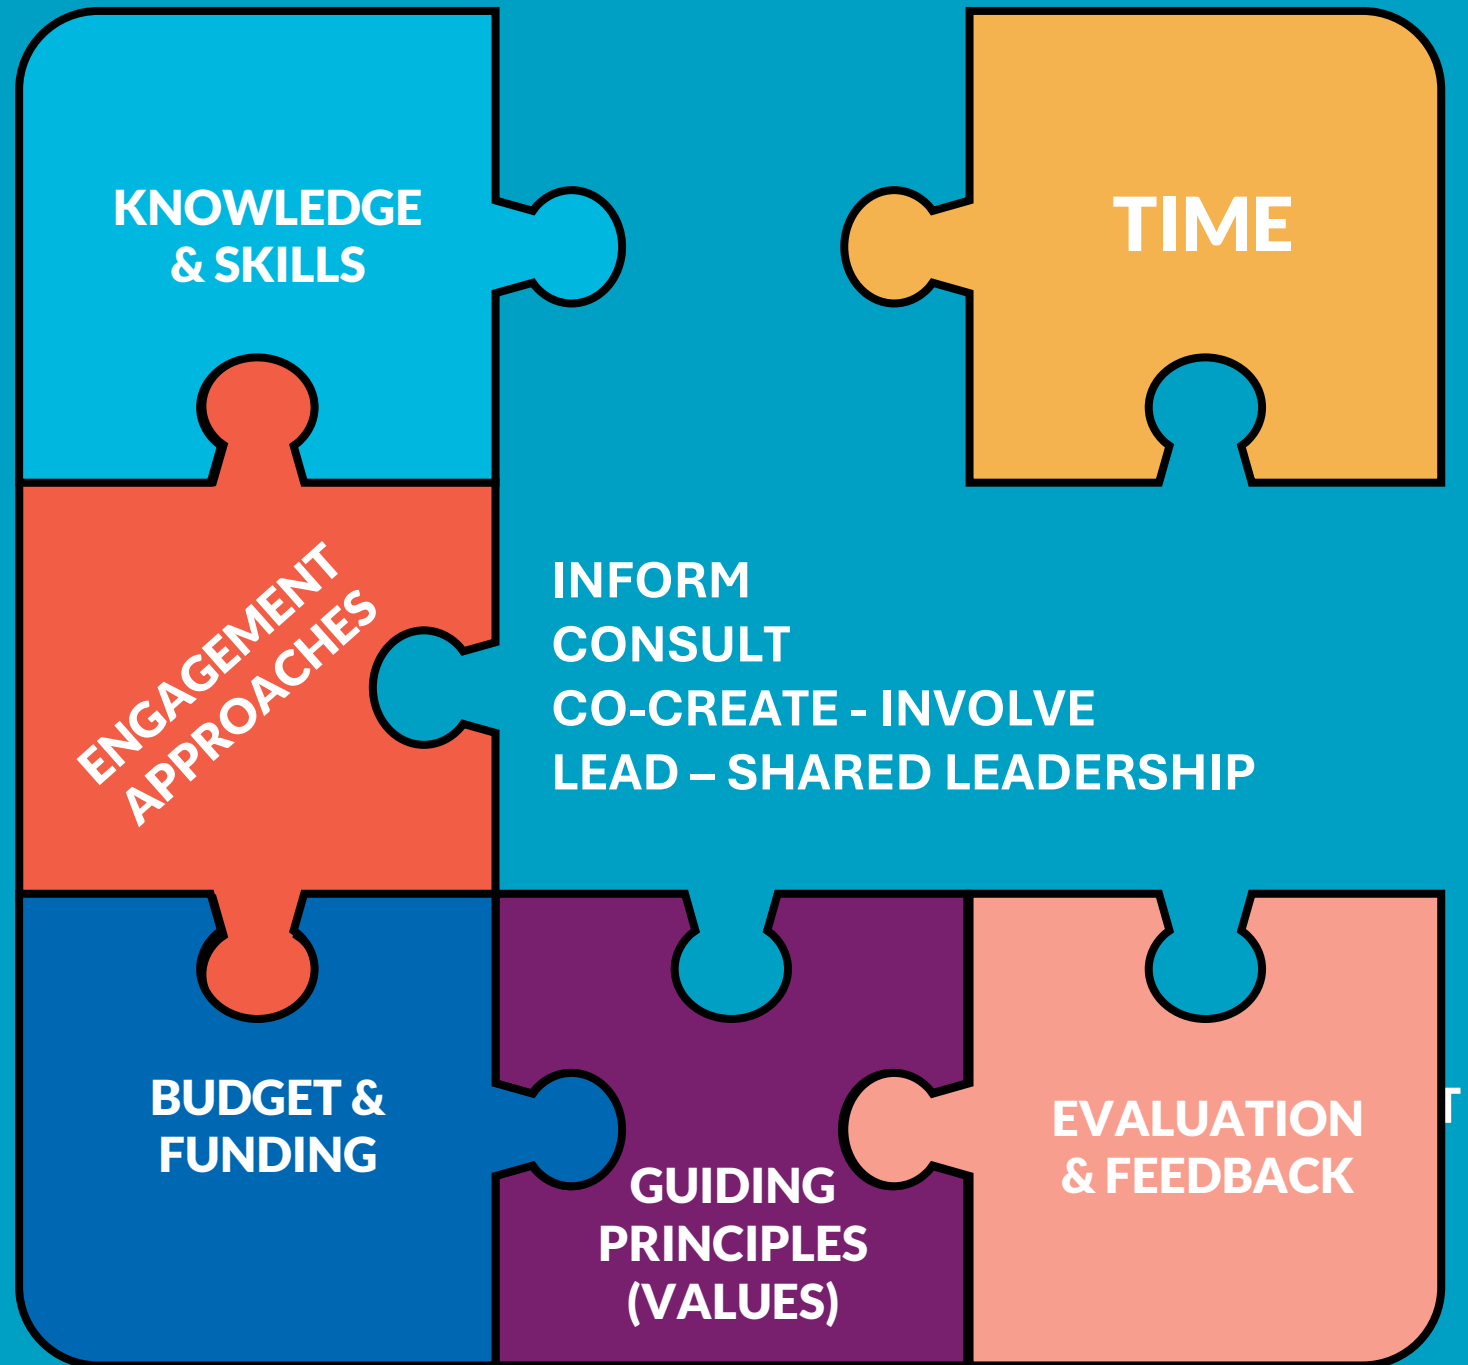 KNOWLEDGE
& SKILLS
TIME
ENGAGEMENT
APPROACHES
INFORM
CONSULT
CO-CREATE - INVOLVE
LEAD – SHARED LEADERSHIP
BUDGET &
FUNDING
GUIDING
PRINCIPLES
(VALUES)
EVALUATION
& FEEDBACK